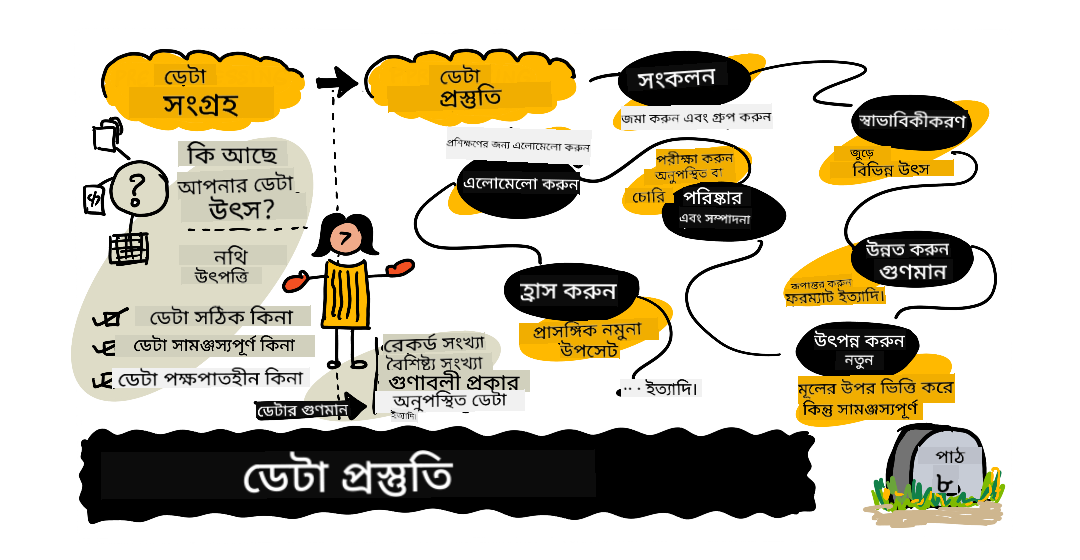 ডেটা
সংগ্রহ
কি আছে
আপনার ডেটা
উৎস?
নথি
উৎপত্তি
ডেটা সঠিক কিনা
ডেটা সামঞ্জস্যপূর্ণ কিনা
ডেটা পক্ষপাতহীন কিনা
ডেটা
প্রস্তুতি
সংকলন
জমা করুন এবং গ্রুপ করুন
স্বাভাবিকীকরণ
জুড়ে
বিভিন্ন উৎস
উন্নত করুন
গুণমান
রূপান্তর করুন
ফরম্যাট ইত্যাদি।
উৎপন্ন করুন
নতুন
মূলের উপর ভিত্তি করে
কিন্তু সামঞ্জস্যপূর্ণ
পরীক্ষা করুন
অনুপস্থিত বা
চোরি
পরিষ্কার
এবং সম্পাদনা
প্রশিক্ষণের জন্য এলোমেলো করুন
এলোমেলো করুন
হ্রাস করুন
প্রাসঙ্গিক নমুনা
উপসেট
... ইত্যাদি।
?
ডেটার গুণমান
রেকর্ড সংখ্যা
বৈশিষ্ট্য সংখ্যা
গুণাবলী প্রকার
অনুপস্থিত ডেটা
ইত্যাদি।
ডেটা প্রস্তুতি
পাঠ
৮